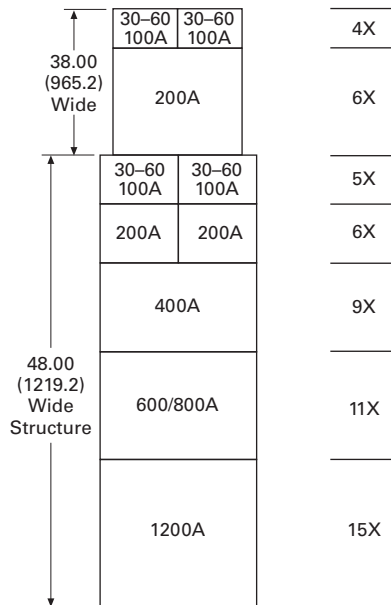 30–60 30–60 4X
100A 100A
38.00
(965.2)
Wide
200A 6X
30–60 30–60 5X
100A 100A
200A 200A 6X
400A 9X
48.00
(1219.2)
Wide
Structure
600/800A 11X
1200A 15X